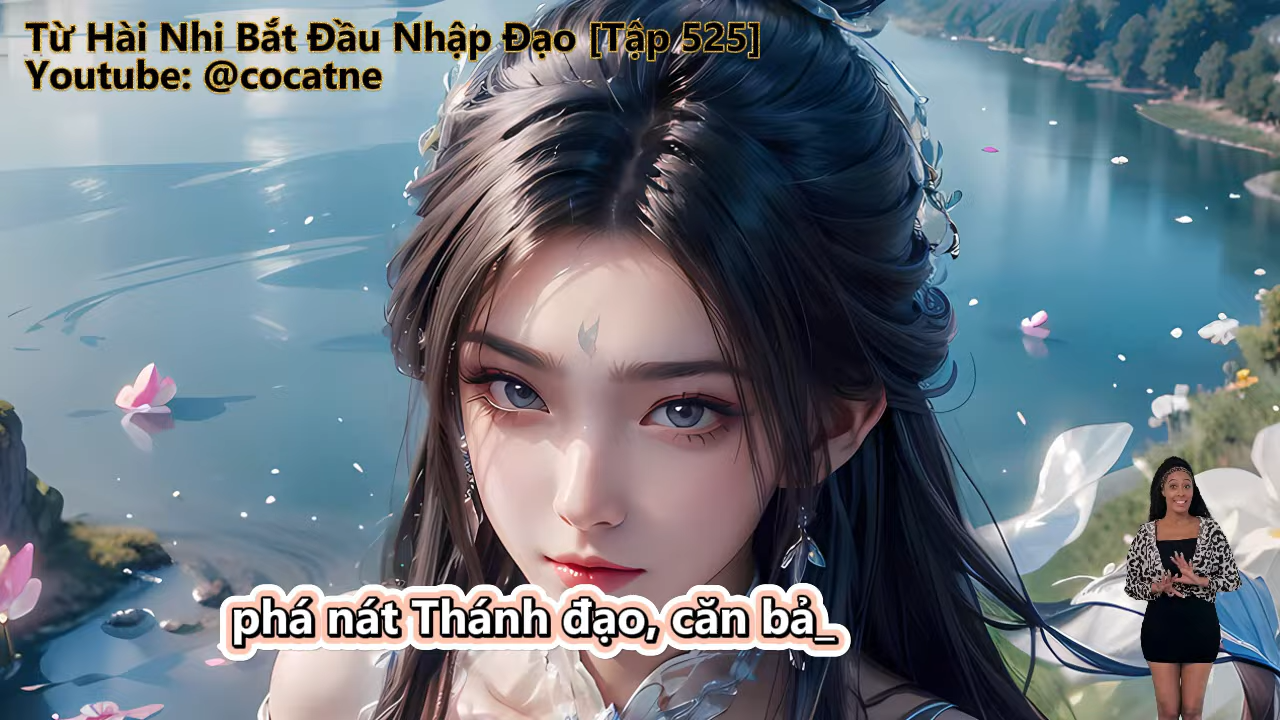 Từ Hài Nhi Bắt Đầu Nhập Đạo [Tập 525]
Youtube: @cocatne
phá nát Thánh đạo, căn bả_